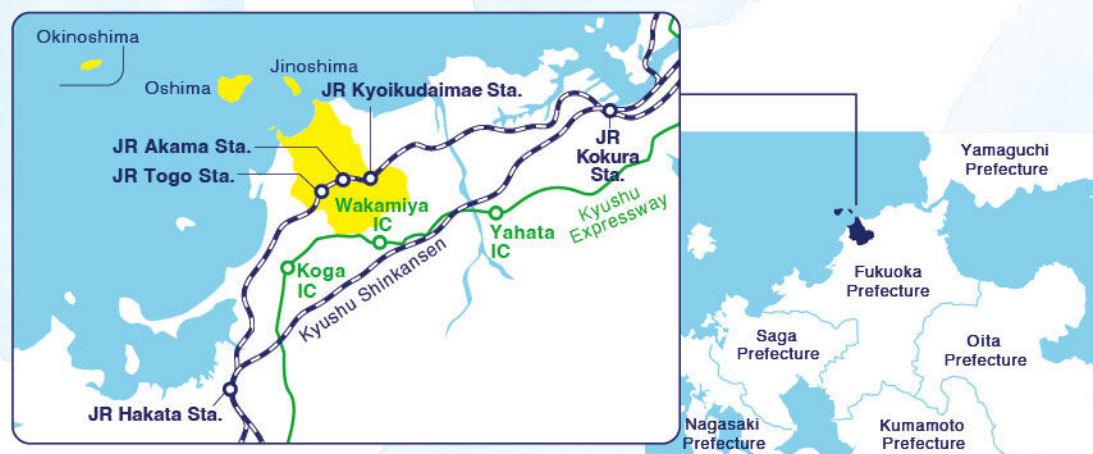 Okinoshima
Oshima
Jinoshima
JR Kyoikudaimae Sta.
JR Akama Sta.
JR Togo Sta.
JR
Kokura
Sta.
Wakamiya
IC
Kyushu
Expressway
Yahata
IC
Koga
IC
Kyushu Shinkansen
JR Hakata Sta.
Yamaguchi
Prefecture
Fukuoka
Prefecture
Saga
Prefecture
Oita
Prefecture
Nagasaki
Prefecture
Kumamoto
Prefecture